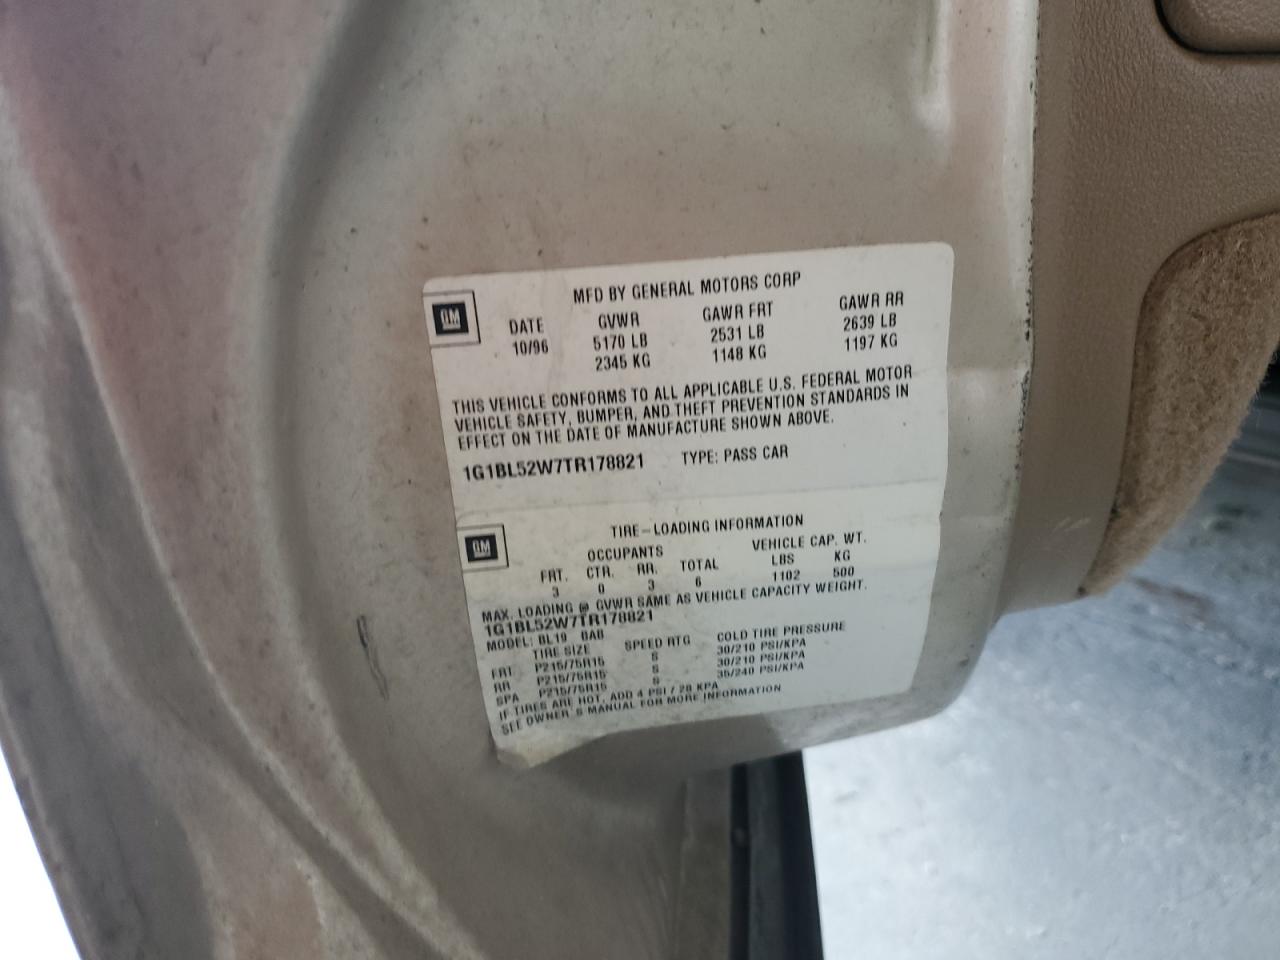 GM
MFD BY GENERAL MOTORS CORP
DATE GVWR GAWR FRT GAWR RR
10/96 5170 LB 2531 LB 2639 LB
2345 KG 1148 KG 1197 KG
THIS VEHICLE CONFORMS TO ALL APPLICABLE U.S. FEDERAL MOTOR
VEHICLE SAFETY, BUMPER, AND THEFT PREVENTION STANDARDS IN
EFFECT ON THE DATE OF MANUFACTURE SHOWN ABOVE.
1G1BL52W7TR178821 TYPE: PASS CAR
GM
TIRE-LOADING INFORMATION
OCCUPANTS VEHICLE CAP. WT.
FRT. CTR. RR. TOTAL LBS KG
3 0 3 6 1102 500
MAX. LOADING @ GVWR SAME AS VEHICLE CAPACITY WEIGHT.
1G1BL52W7TR178821
MODEL: BL19 BAB
TIRE SIZE SPEED RTG COLD TIRE PRESSURE
FRT P215/75R15 S 30/210 PSI/KPA
RR P215/75R15 S 30/210 PSI/KPA
SPA P215/75R15 S 35/240 PSI/KPA
IF TIRES ARE HOT, ADD 4 PSI / 28 KPA
SEE OWNER'S MANUAL FOR MORE INFORMATION